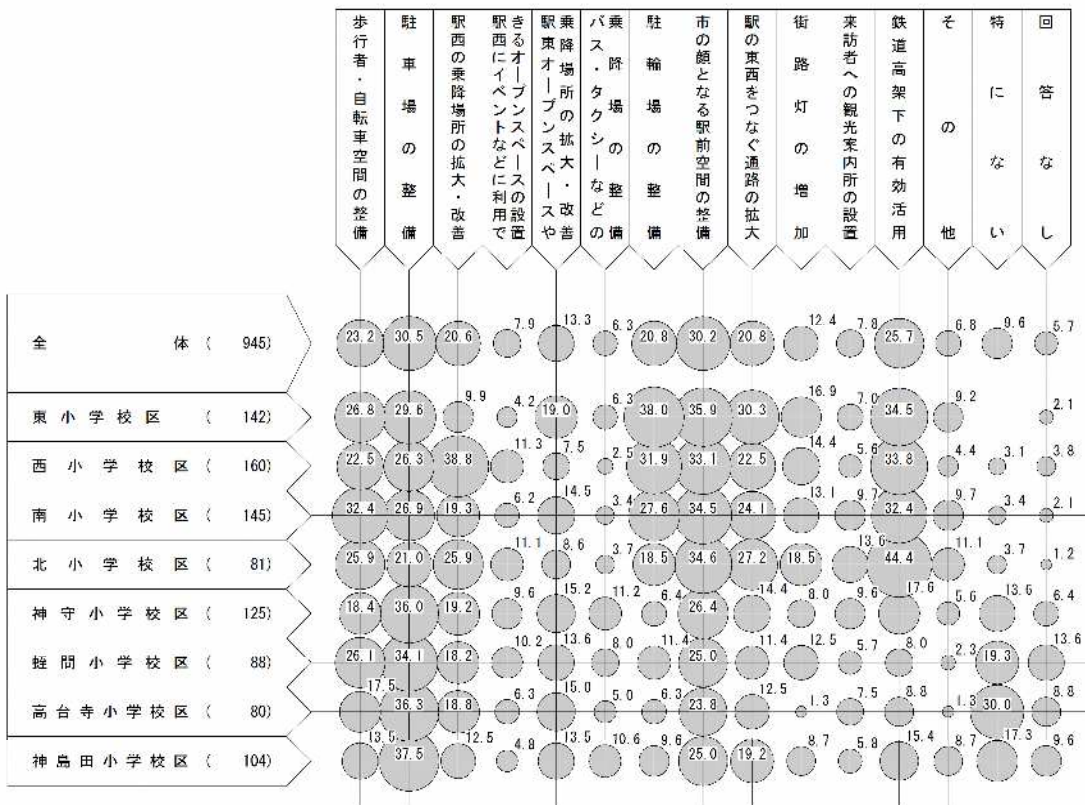 歩行者・自転車空間の整備
駐車場の整備
駅西の乗降場所の拡大・改善
駅西にイベントなどに利用で
きるオープンスペースの設置
駅東オープンスペースや
乗降場所の拡大・改善
バス・タクシーなどの
乗降場の整備
駐輪場の整備
市の顔となる駅前空間の整備
駅の東西をつなぐ通路の拡大
街路灯の増加
来訪者への観光案内所の設置
鉄道高架下の有効活用
その他
特にない
回答なし
全体 ( 945) 23.2 30.5 20.6 7.9 13.3 6.3 20.8 30.2 20.8 12.4 7.8 25.7 6.8 9.6 5.7
東小学校区 ( 142) 26.8 29.6 9.9 4.2 19.0 6.3 38.0 35.9 30.3 16.9 7.0 34.5 9.2 2.1
西小学校区 ( 160) 22.5 26.3 38.8 11.3 7.5 2.5 31.9 33.1 22.5 14.4 5.6 33.8 4.4 3.1 3.8
南小学校区 ( 145) 32.4 26.9 19.3 6.2 14.5 3.4 27.6 34.5 24.1 13.1 9.7 32.4 9.7 3.4 2.1
北小学校区 ( 81) 25.9 21.0 25.9 11.1 8.6 3.7 18.5 34.6 27.2 18.5 13.6 44.4 11.1 3.7 1.2
神守小学校区 ( 125) 18.4 36.0 19.2 9.6 15.2 11.2 6.4 26.4 14.4 8.0 9.6 17.6 5.6 13.6 6.4
蛭間小学校区 ( 88) 26.1 34.1 18.2 10.2 13.6 8.0 11.4 25.0 11.4 12.5 5.7 8.0 2.3 19.3 13.6
高台寺小学校区 ( 80) 17.5 36.3 18.8 6.3 15.0 5.0 6.3 23.8 12.5 1.3 7.5 8.8 1.3 30.0 8.8
神島田小学校区 ( 104) 13.5 37.5 12.5 4.8 13.5 10.6 9.6 25.0 19.2 8.7 5.8 15.4 8.7 17.3 9.6